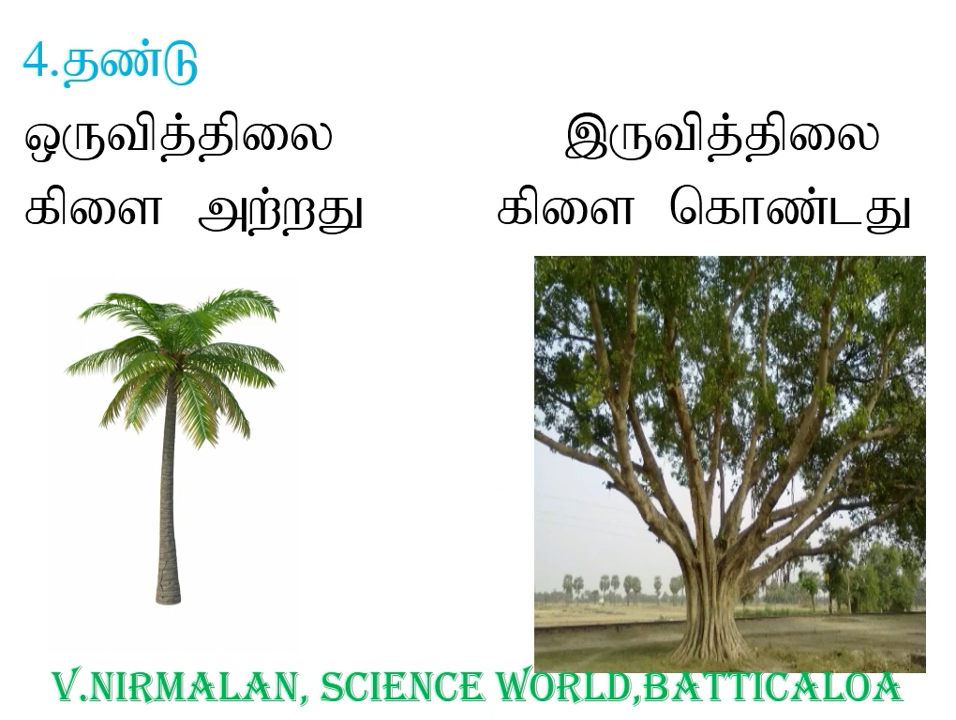 4.தண்டு
ஒருவித்திலை இருவித்திலை
கிளை அற்றது கிளை கொண்டது
V.NIRMALAN, SCIENCE WORLD,BATTICALOA